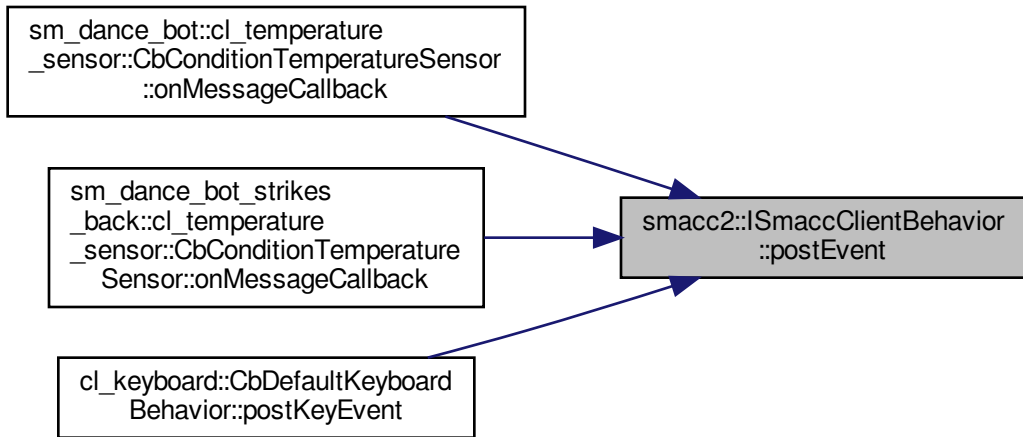 sm_dance_bot::cl_temperature
_sensor::CbConditionTemperatureSensor
::onMessageCallback
sm_dance_bot_strikes
_back::cl_temperature
_sensor::CbConditionTemperature
Sensor::onMessageCallback
cl_keyboard::CbDefaultKeyboard
Behavior::postKeyEvent
smacc2::ISmaccClientBehavior
::postEvent